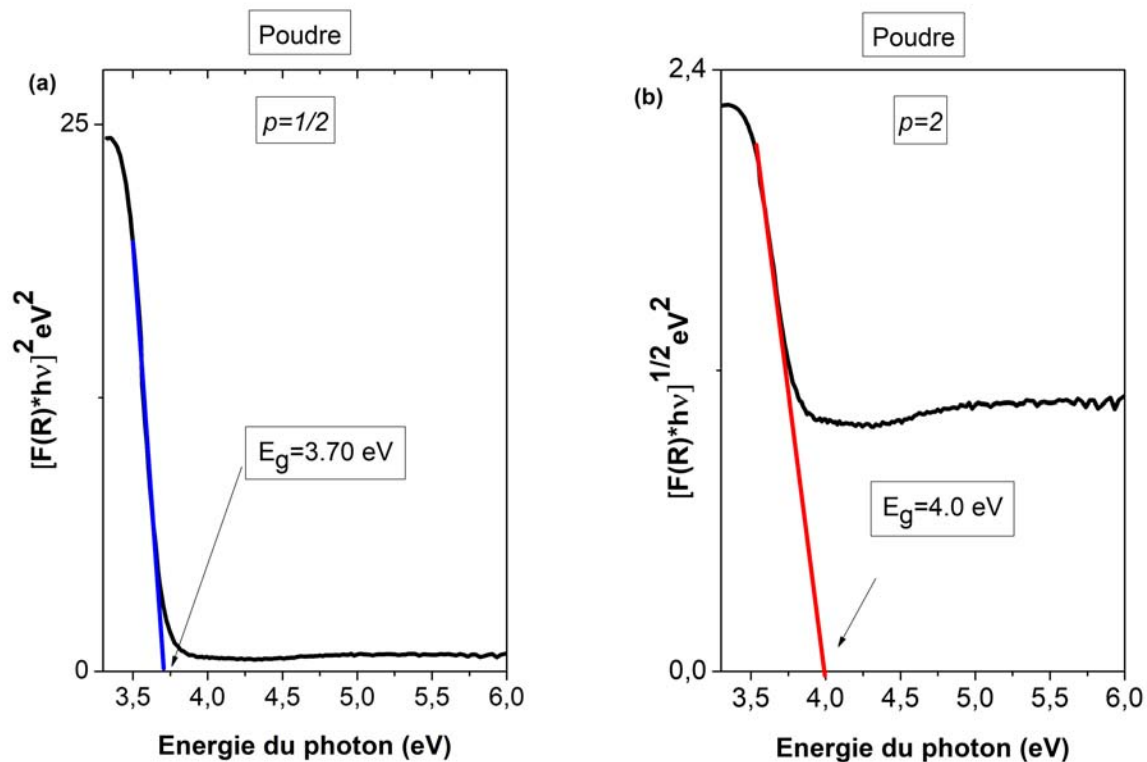 Poudre
(a)
p=1/2
25
0
[F(R)*hν]² eV²
E_g=3.70 eV
3,5 4,0 4,5 5,0 5,5 6,0
Energie du photon (eV)
Poudre
(b)
p=2
2,4
0,0
[F(R)*hν]^1/2 eV²
E_g=4.0 eV
3,5 4,0 4,5 5,0 5,5 6,0
Energie du photon (eV)